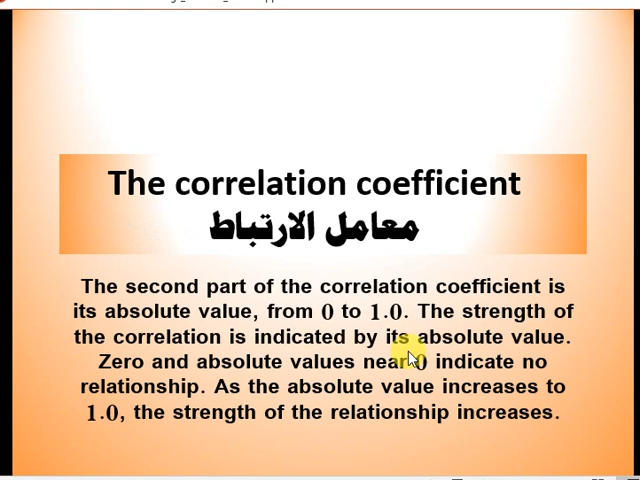 The correlation coefficient
معامل الارتباط
The second part of the correlation coefficient is
its absolute value, from 0 to 1.0. The strength of
the correlation is indicated by its absolute value.
Zero and absolute values near 0 indicate no
relationship. As the absolute value increases to
1.0, the strength of the relationship increases.